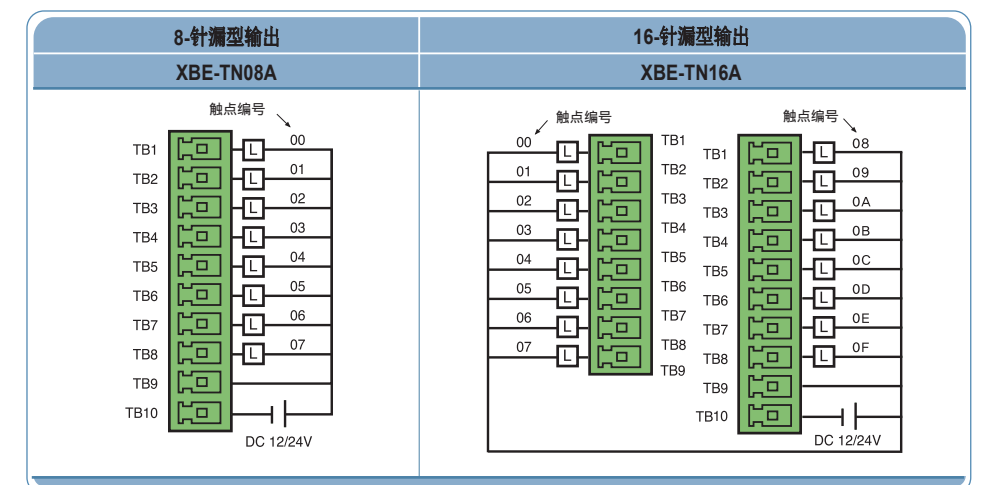 8-针漏型输出
16-针漏型输出
XBE-TN08A
XBE-TN16A
触点编号
TB1 L 00
TB2 L 01
TB3 L 02
TB4 L 03
TB5 L 04
TB6 L 05
TB7 L 06
TB8 L 07
TB9
TB10
DC 12/24V
触点编号
00 L TB1
01 L TB2
02 L TB3
03 L TB4
04 L TB5
05 L TB6
06 L TB7
07 L TB8
TB9
触点编号
TB1 L 08
TB2 L 09
TB3 L 0A
TB4 L 0B
TB5 L 0C
TB6 L 0D
TB7 L 0E
TB8 L 0F
TB9
TB10
DC 12/24V